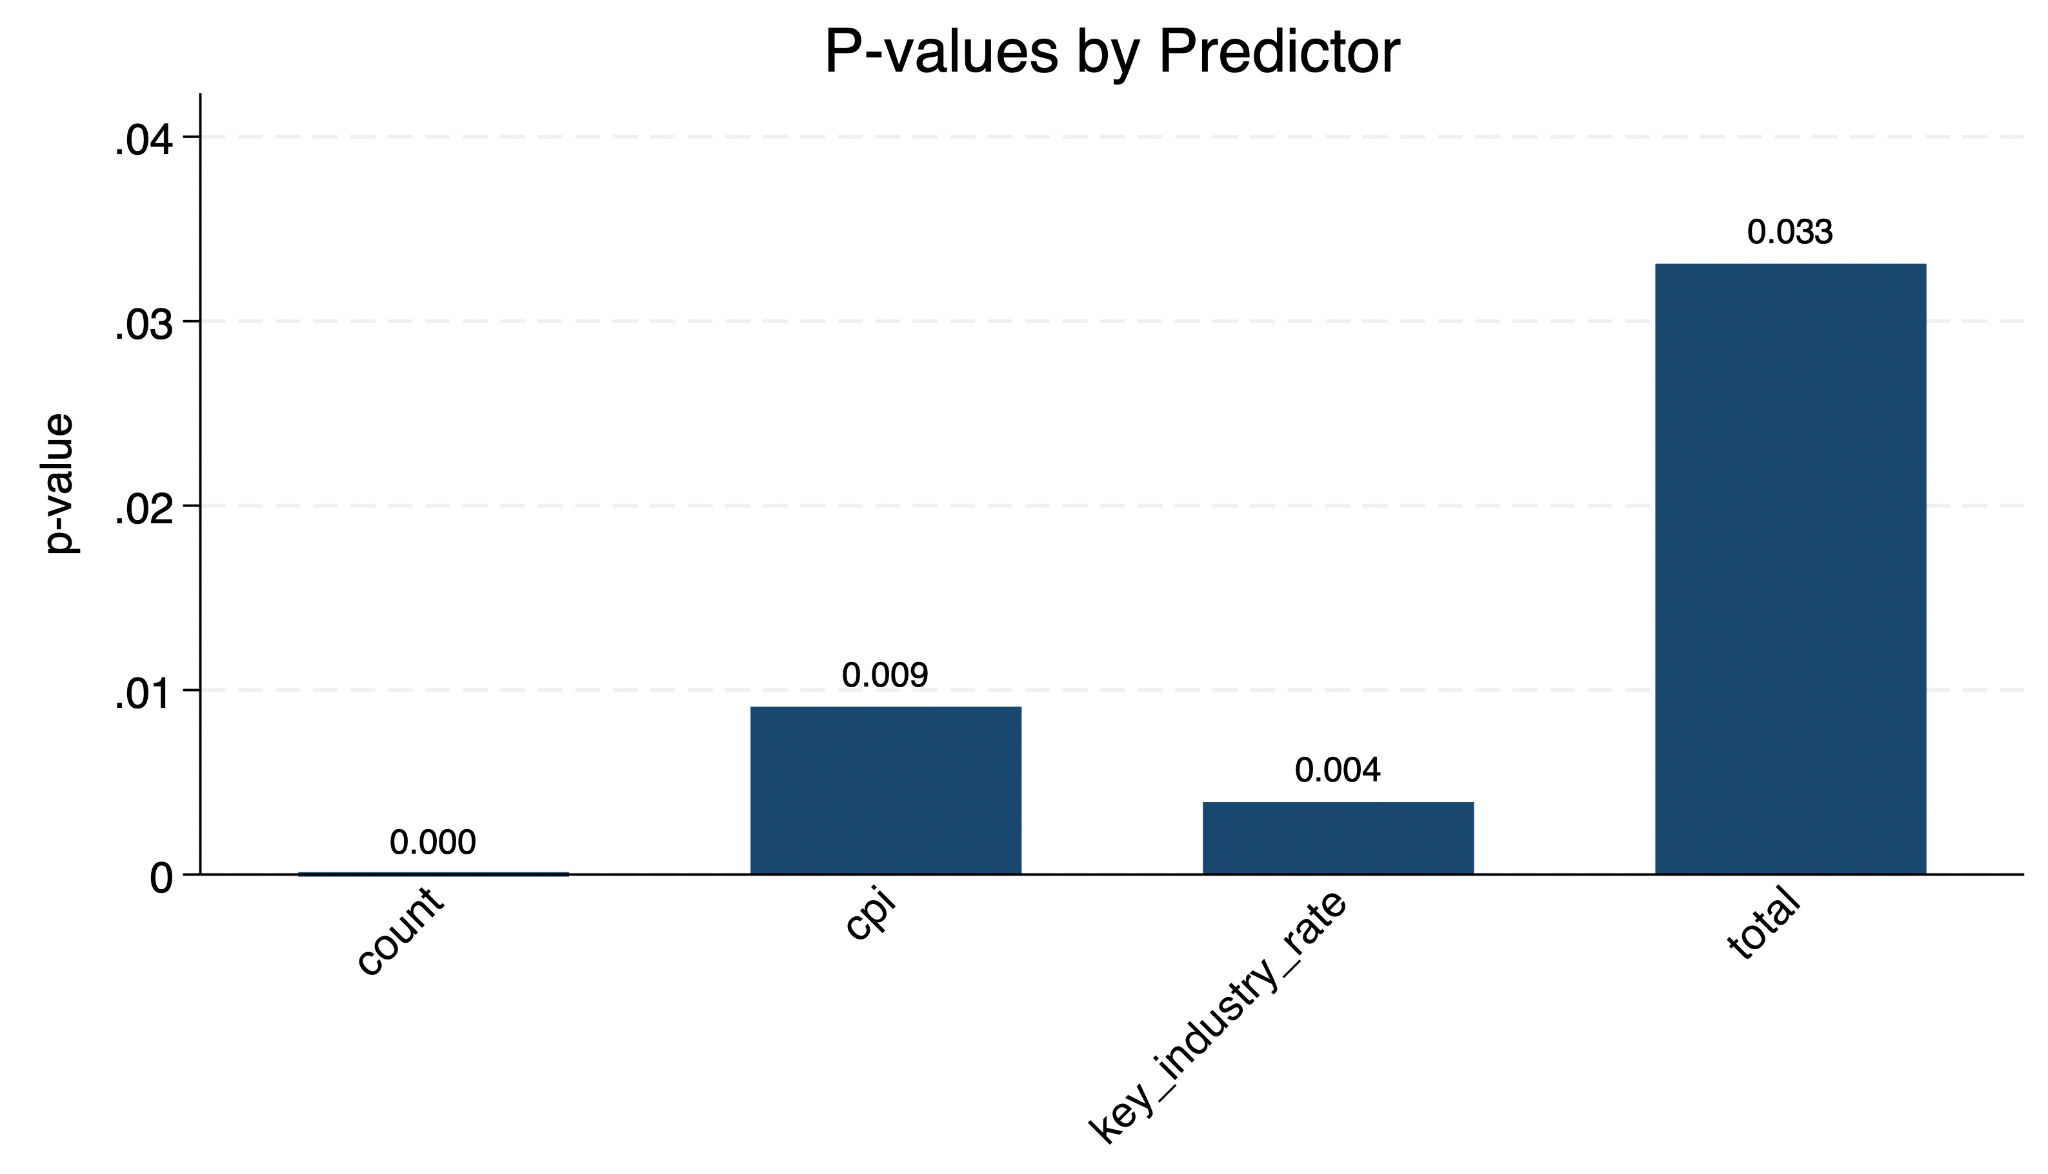 P-values by Predictor
p-value
.04
.03
.02
.01
0
0.000
0.009
0.004
0.033
count
cpi
key_industry_rate
total